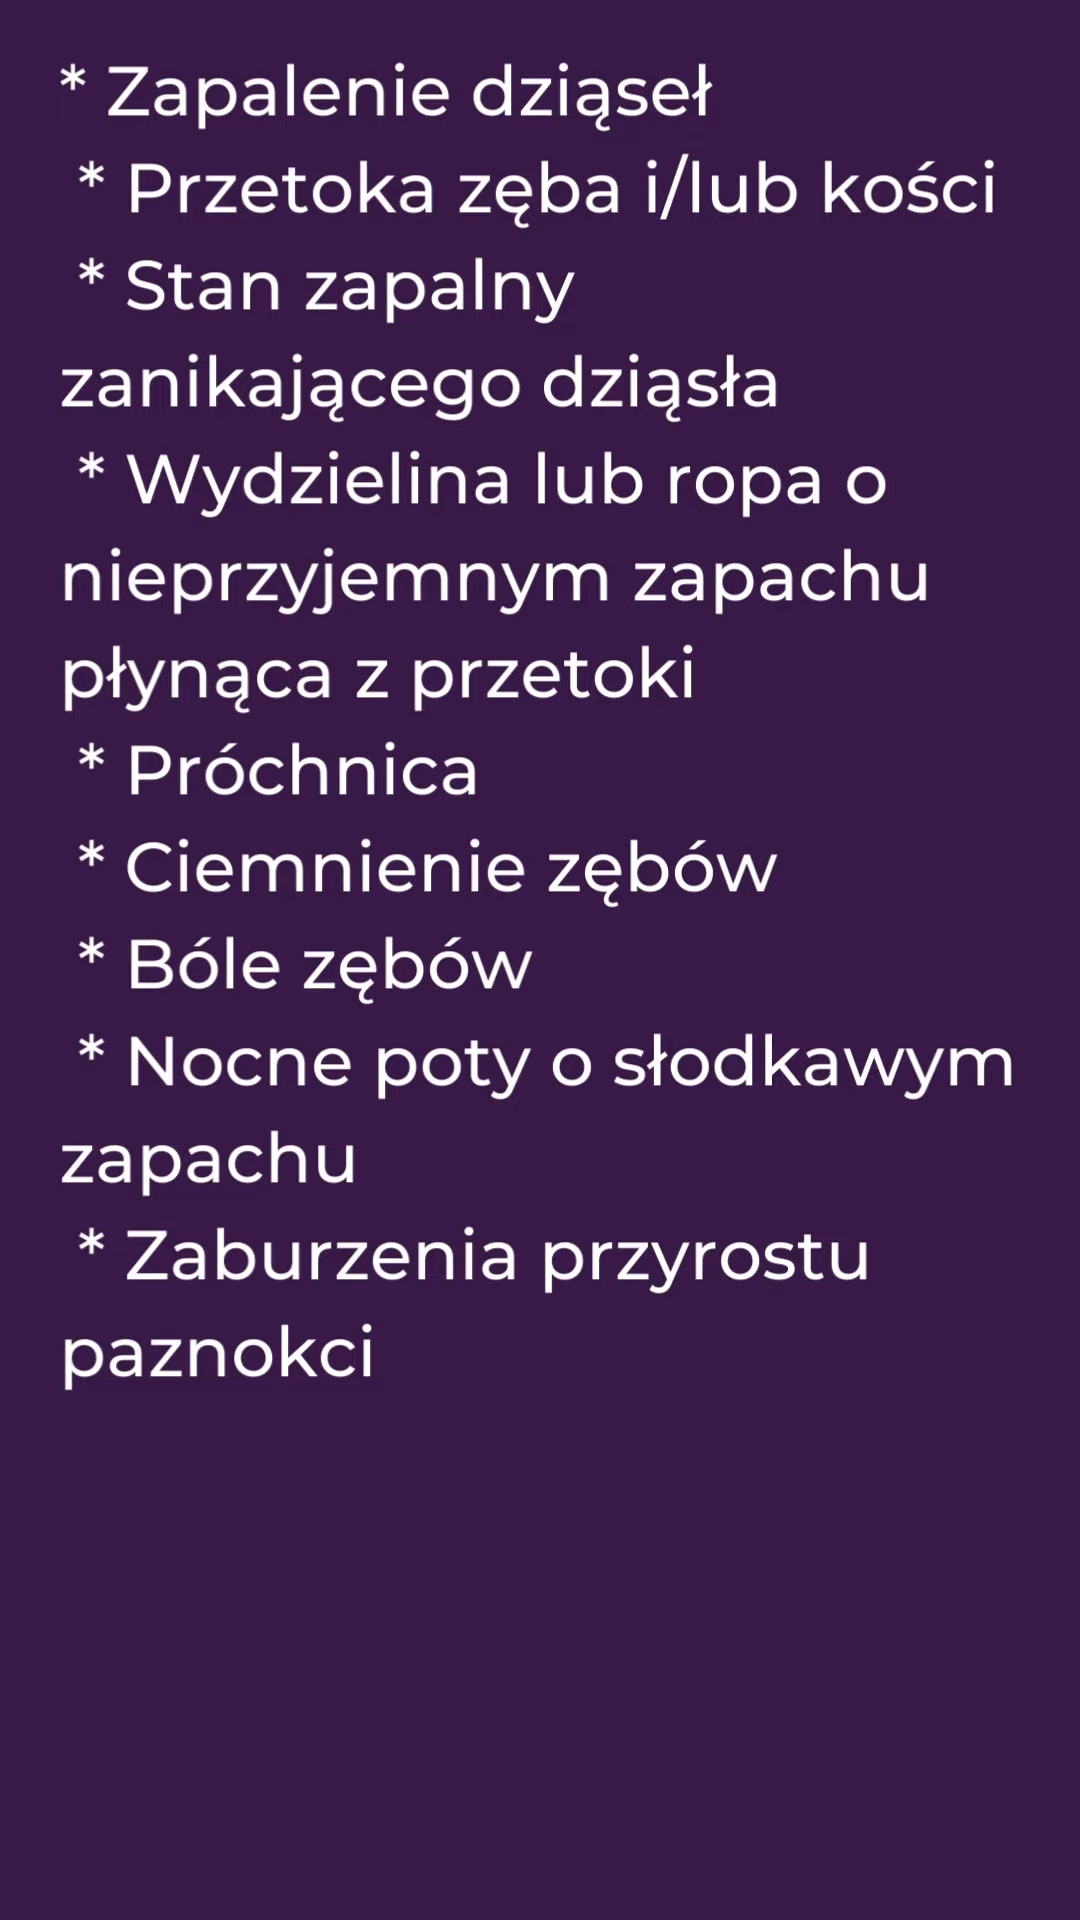 * Zapalenie dziąseł
* Przetoka zęba i/lub kości
* Stan zapalny
zanikającego dziąsła
* Wydzielina lub ropa o
nieprzyjemnym zapachu
płynąca z przetoki
* Próchnica
* Ciemnienie zębów
* Bóle zębów
* Nocne poty o słodkawym
zapachu
* Zaburzenia przyrostu
paznokci